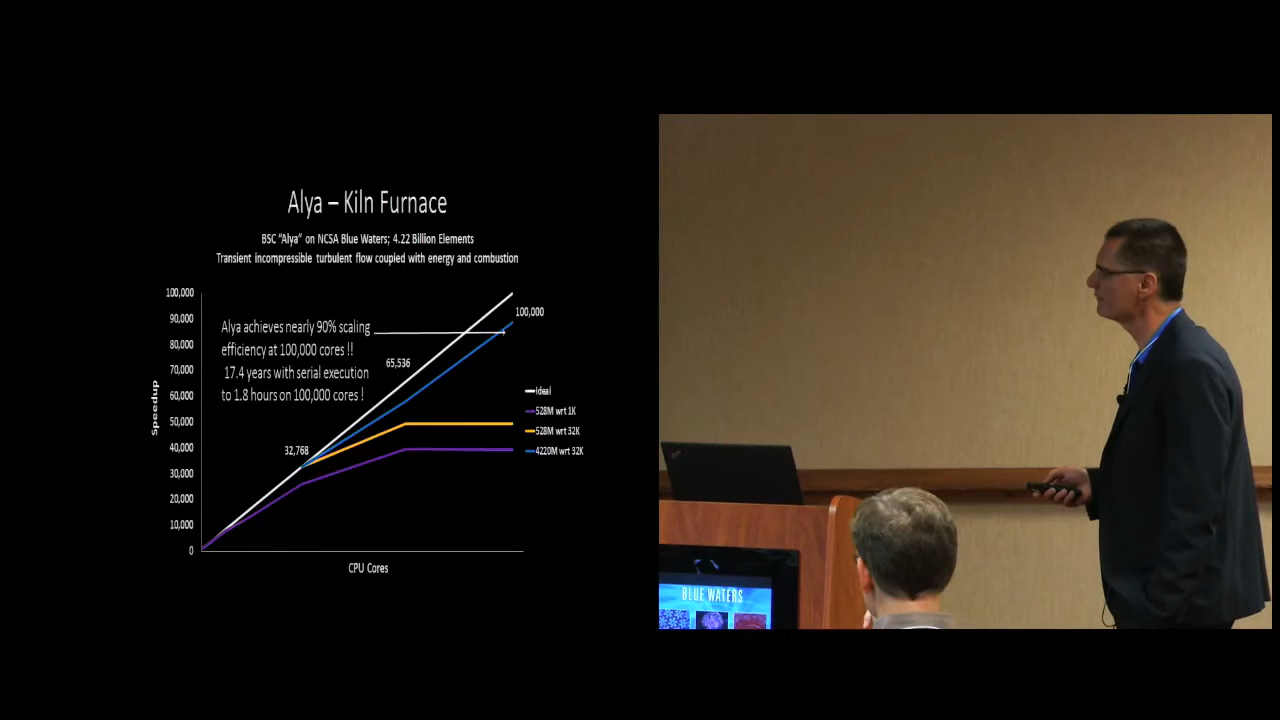 Alya – Kiln Furnace
BSC "Alya" on NCSA Blue Waters; 4.22 Billion Elements
Transient incompressible turbulent flow coupled with energy and combustion
100,000
90,000
80,000
70,000
60,000
50,000
40,000
30,000
20,000
10,000
0
Speedup
Alya achieves nearly 90% scaling
efficiency at 100,000 cores !!
17.4 years with serial execution
to 1.8 hours on 100,000 cores !
100,000
65,536
32,768
Ideal
528M wrt 1K
528M wrt 32K
4220M wrt 32K
CPU Cores
BLUE WATERS